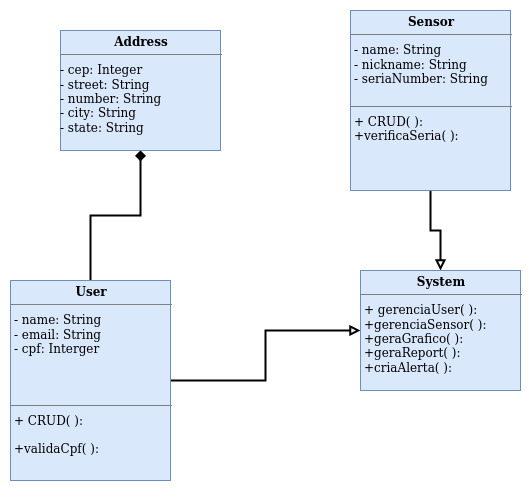 Address
- cep: Integer
- street: String
- number: String
- city: String
- state: String
Sensor
- name: String
- nickname: String
- seriaNumber: String
+ CRUD( ):
+verificaSeria( ):
User
- name: String
- email: String
- cpf: Interger
+ CRUD( ):
+validaCpf( ):
System
+ gerenciaUser( ):
+gerenciaSensor( ):
+geraGrafico( ):
+geraReport( ):
+criaAlerta( ):